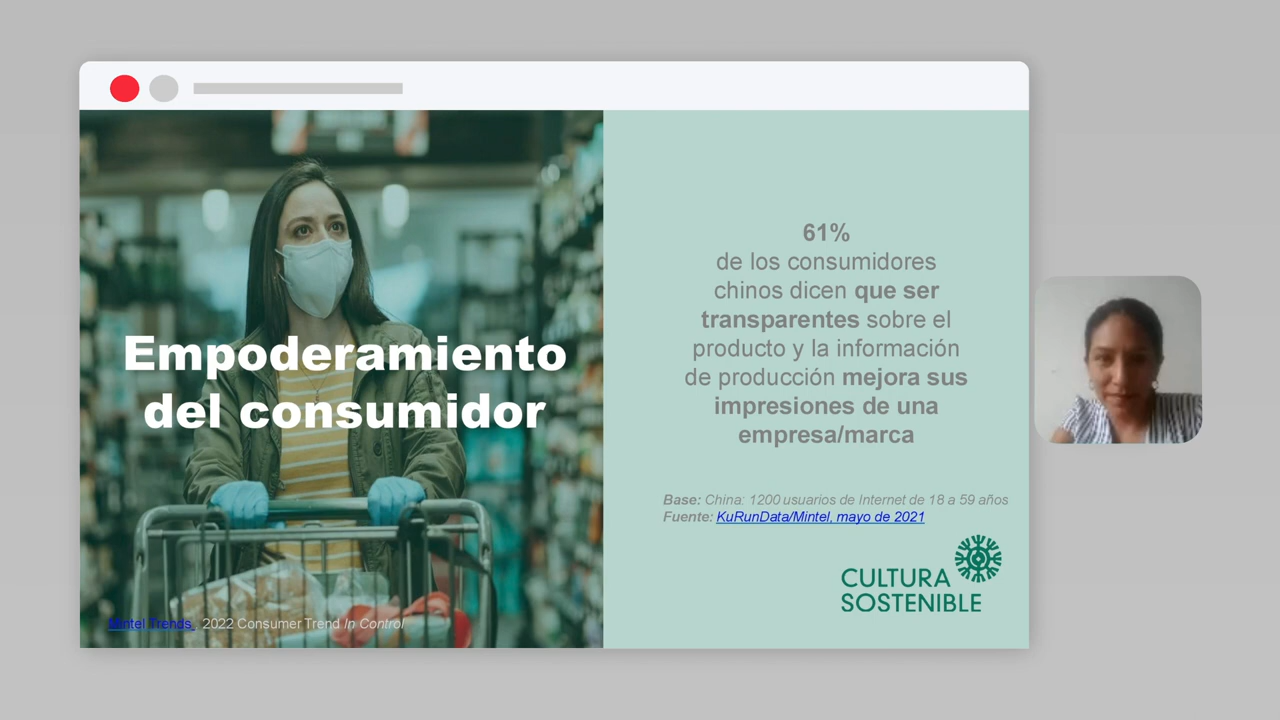 Empoderamiento
del consumidor
Mintel Trends, 2022 Consumer Trend In Control
61%
de los consumidores
chinos dicen que ser
transparentes sobre el
producto y la información
de producción mejora sus
impresiones de una
empresa/marca
Base: China: 1200 usuarios de Internet de 18 a 59 años
Fuente: KuRunData/Mintel, mayo de 2021
CULTURA
SOSTENIBLE